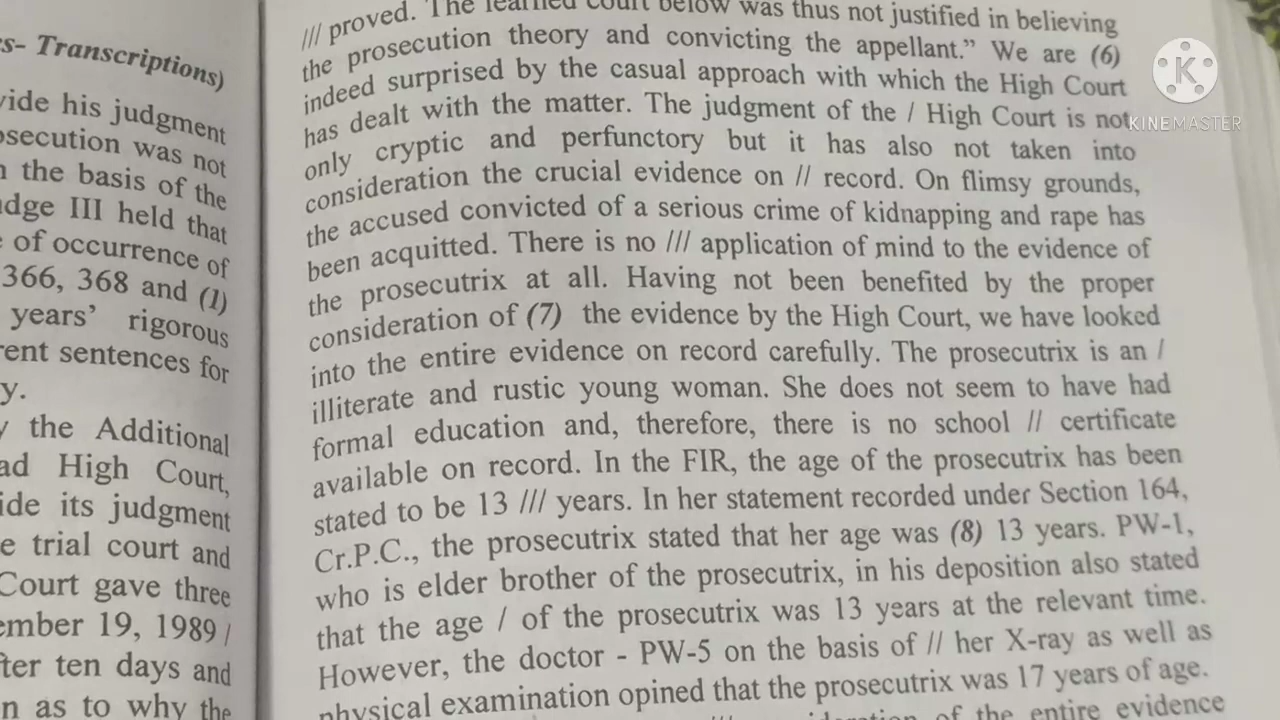 s- Transcriptions)
vide his judgment
osecution was not
n the basis of the
udge III held that
e of occurrence of
366, 368 and (1)
years' rigorous
rent sentences for
y.
y the Additional
ad High Court,
ide its judgment
e trial court and
Court gave three
ember 19, 1989 /
fter ten days and
n as to why the
/// proved. The learned court below was thus not justified in believing
the prosecution theory and convicting the appellant.” We are (6)
indeed surprised by the casual approach with which the High Court
has dealt with the matter. The judgment of the / High Court is not
only cryptic and perfunctory but it has also not taken into
consideration the crucial evidence on // record. On flimsy grounds,
the accused convicted of a serious crime of kidnapping and rape has
been acquitted. There is no /// application of mind to the evidence of
the prosecutrix at all. Having not been benefited by the proper
consideration of (7) the evidence by the High Court, we have looked
into the entire evidence on record carefully. The prosecutrix is an /
illiterate and rustic young woman. She does not seem to have had
formal education and, therefore, there is no school // certificate
available on record. In the FIR, the age of the prosecutrix has been
stated to be 13 /// years. In her statement recorded under Section 164,
Cr.P.C., the prosecutrix stated that her age was (8) 13 years. PW-1,
who is elder brother of the prosecutrix, in his deposition also stated
that the age / of the prosecutrix was 13 years at the relevant time.
However, the doctor - PW-5 on the basis of // her X-ray as well as
physical examination opined that the prosecutrix was 17 years of age.
of the entire evidence
K
KINEMASTER